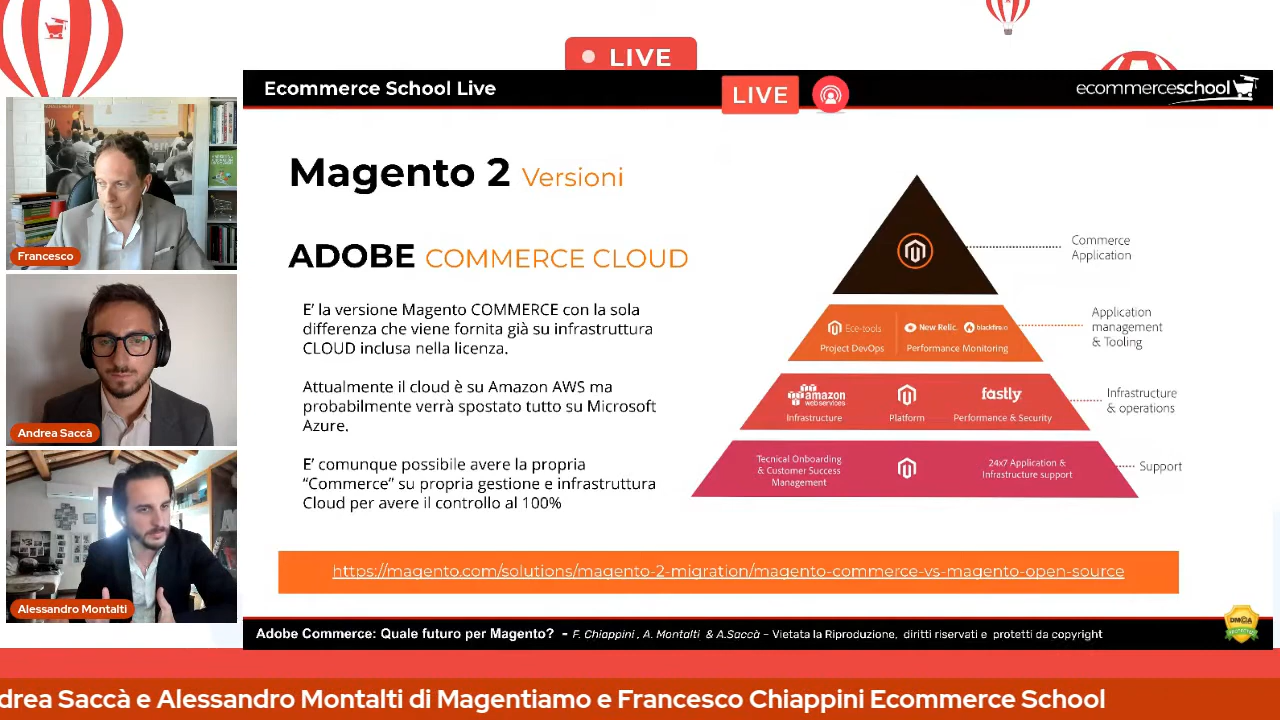 LIVE
Ecommerce School Live
LIVE
ecommerceschool
Magento 2 Versioni
ADOBE COMMERCE CLOUD
E' la versione Magento COMMERCE con la sola
differenza che viene fornita già su infrastruttura
CLOUD inclusa nella licenza.
Attualmente il cloud è su Amazon AWS ma
probabilmente verrà spostato tutto su Microsoft
Azure.
E' comunque possibile avere la propria
“Commerce” su propria gestione e infrastruttura
Cloud per avere il controllo al 100%
Commerce
Application
Ece-tools
Project DevOps
New Relic.
blackfire.io
Performance Monitoring
Application
management
& Tooling
amazon
webservices
Infrastructure
Platform
fastly
Performance & Security
Infrastructure
& operations
Tecnical Onboarding
& Customer Success
Management
24x7 Application &
Infrastructure support
Support
https://magento.com/solutions/magento-2-migration/magento-commerce-vs-magento-open-source
Francesco
Andrea Saccà
Alessandro Montalti
Adobe Commerce: Quale futuro per Magento? - F. Chiappini , A. Montalti & A.Saccà – Vietata la Riproduzione, diritti riservati e protetti da copyright
DMCA
drea Saccà e Alessandro Montalti di Magentiamo e Francesco Chiappini Ecommerce School